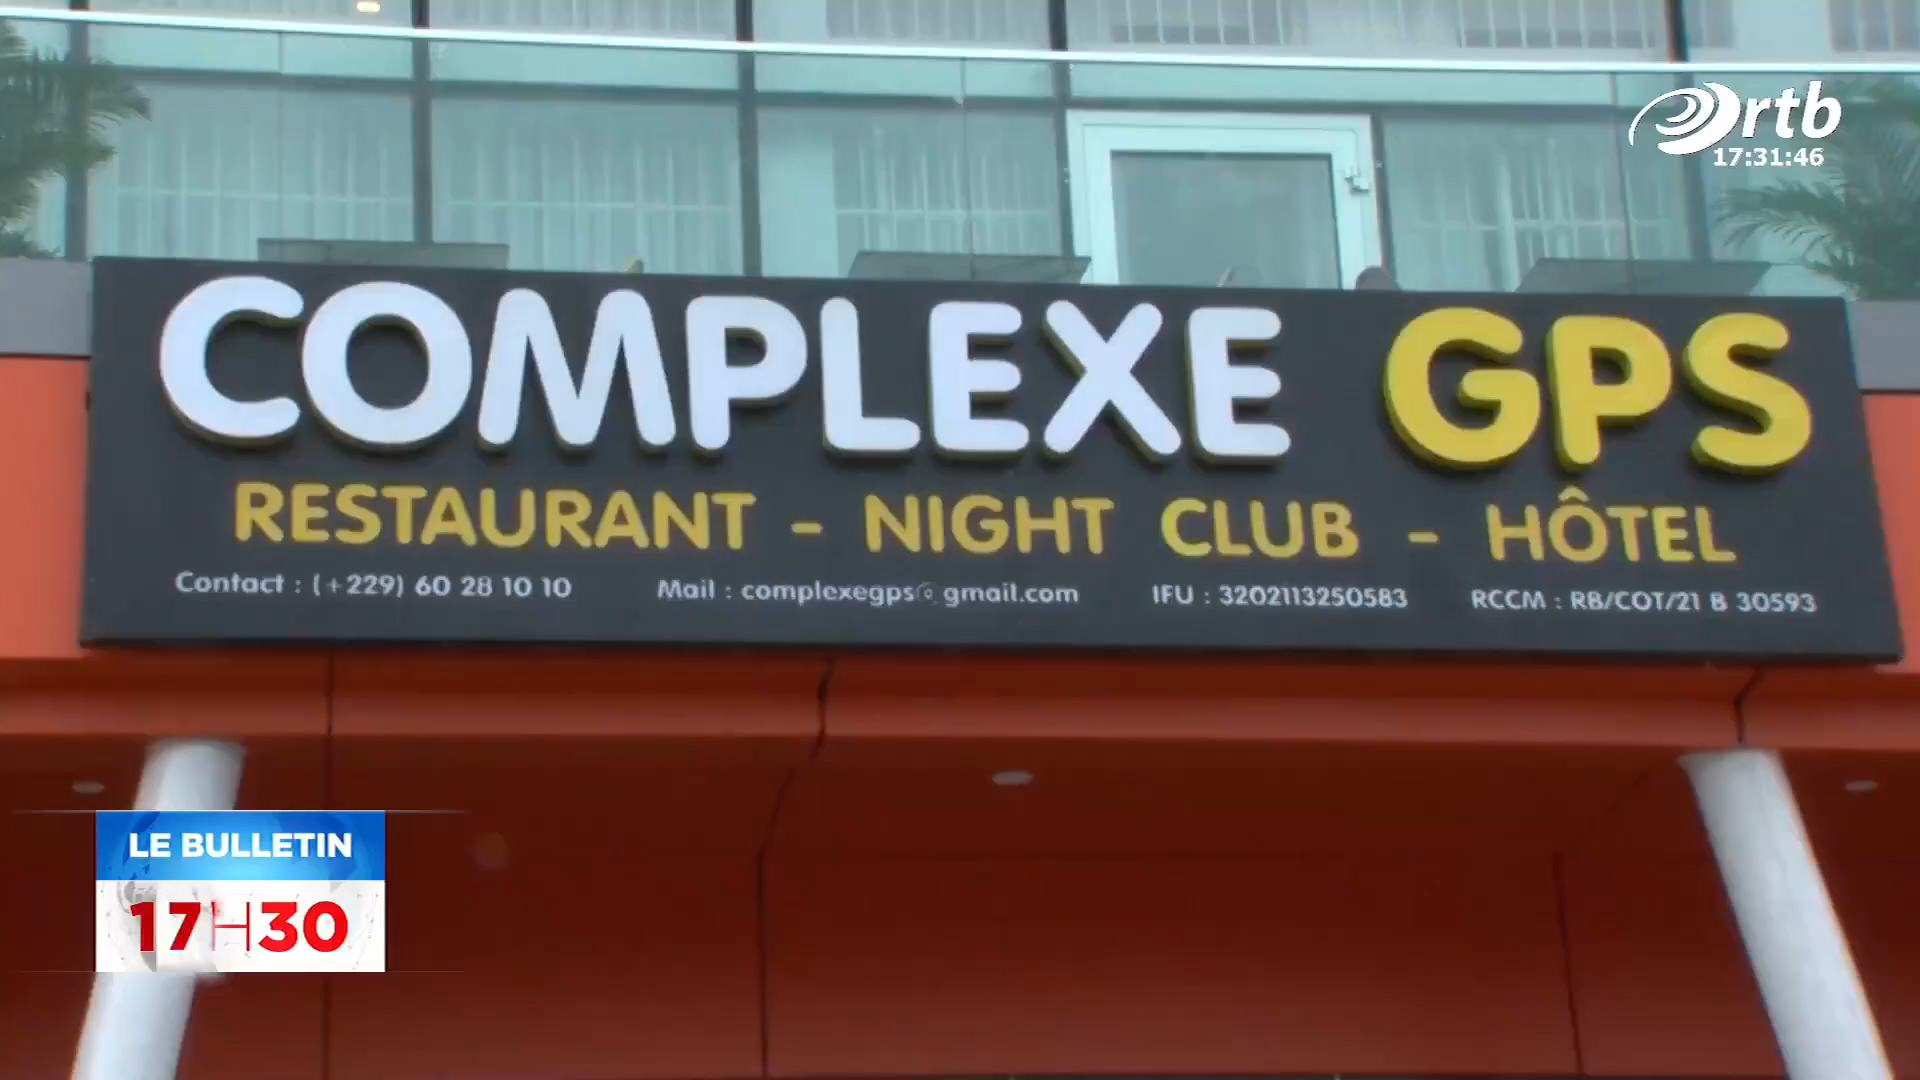 rtb
17:31:46
COMPLEXE GPS
RESTAURANT - NIGHT CLUB - HÔTEL
Contact : (+229) 60 28 10 10 Mail : complexegps@gmail.com IFU : 3202113250583 RCCM : RB/COT/21 B 30593
LE BULLETIN
17H30